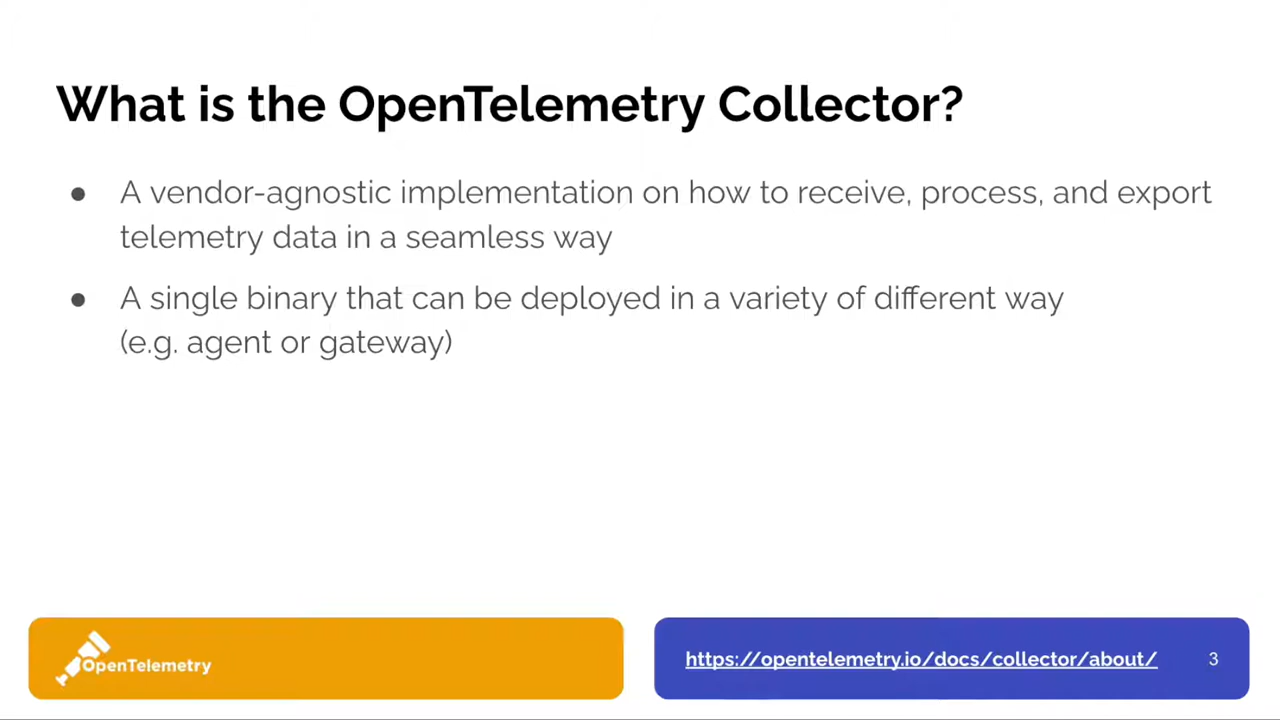 What is the OpenTelemetry Collector?
● A vendor-agnostic implementation on how to receive, process, and export
telemetry data in a seamless way
● A single binary that can be deployed in a variety of different way
(e.g. agent or gateway)
OpenTelemetry
https://opentelemetry.io/docs/collector/about/
3